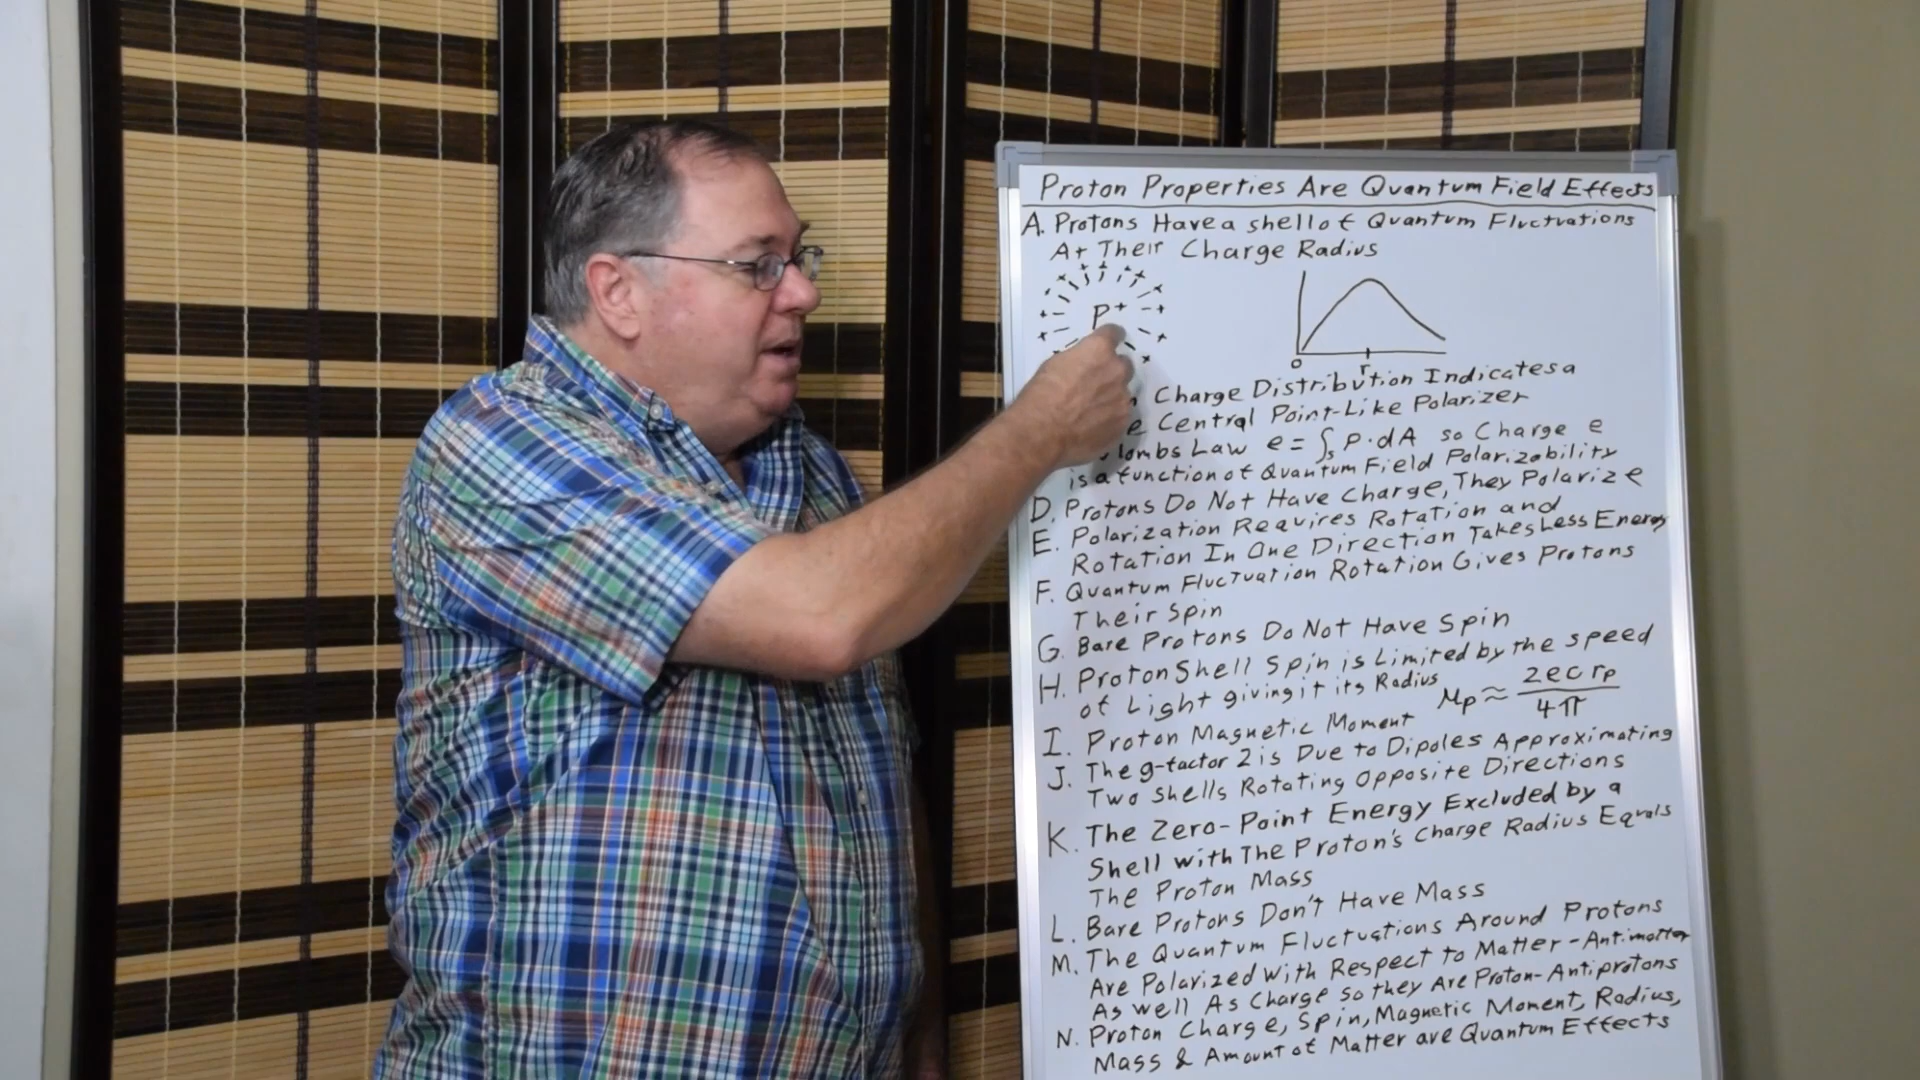 Proton Properties Are Quantum Field Effects
A. Protons Have a shell of Quantum Fluctuations
At Their Charge Radius
P+
0
r
Charge Distribution Indicates a
Central Point-Like Polarizer
lombs Law e = ∫s P·dA so Charge e
is a function of Quantum Field Polarizability
D. Protons Do Not Have Charge, They Polarize
E. Polarization Requires Rotation and
Rotation In One Direction Takes Less Energy
F. Quantum Fluctuation Rotation Gives Protons
Their Spin
G. Bare Protons Do Not Have Spin
H. Proton Shell Spin is Limited by the speed
of Light giving it its Radius
I. Proton Magnetic Moment Mp ≈ 2ecrp / 4π
J. The g-factor 2 is Due to Dipoles Approximating
Two Shells Rotating Opposite Directions
K. The Zero-Point Energy Excluded by a
Shell with The Proton's Charge Radius Equals
The Proton Mass
L. Bare Protons Don't Have Mass
M. The Quantum Fluctuations Around Protons
Are Polarized With Respect to Matter-Antimatter
As well As Charge so they Are Proton-Antiprotons
N. Proton Charge, Spin, Magnetic Moment, Radius,
Mass & Amount of Matter are Quantum Effects